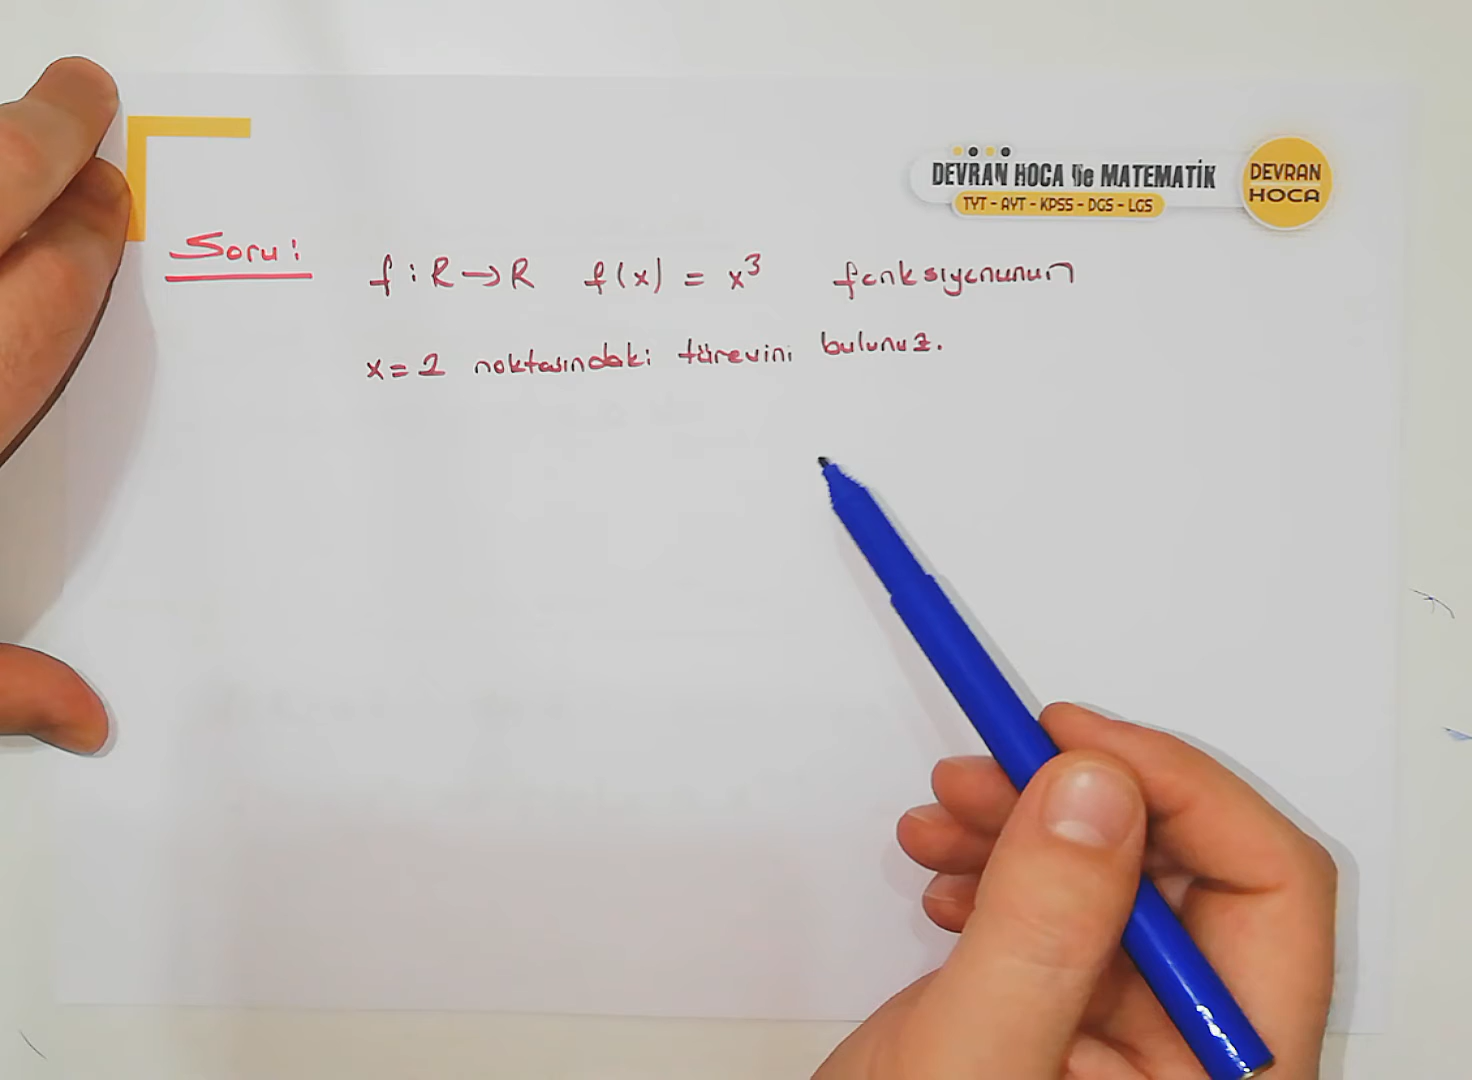 DEVRAN HOCA ile MATEMATİK
TYT - AYT - KPSS - DGS - LGS
DEVRAN
HOCA
Soru:
f : R → R f(x) = x³ fonksiyonunun
x = 2 noktasındaki türevini bulunuz.